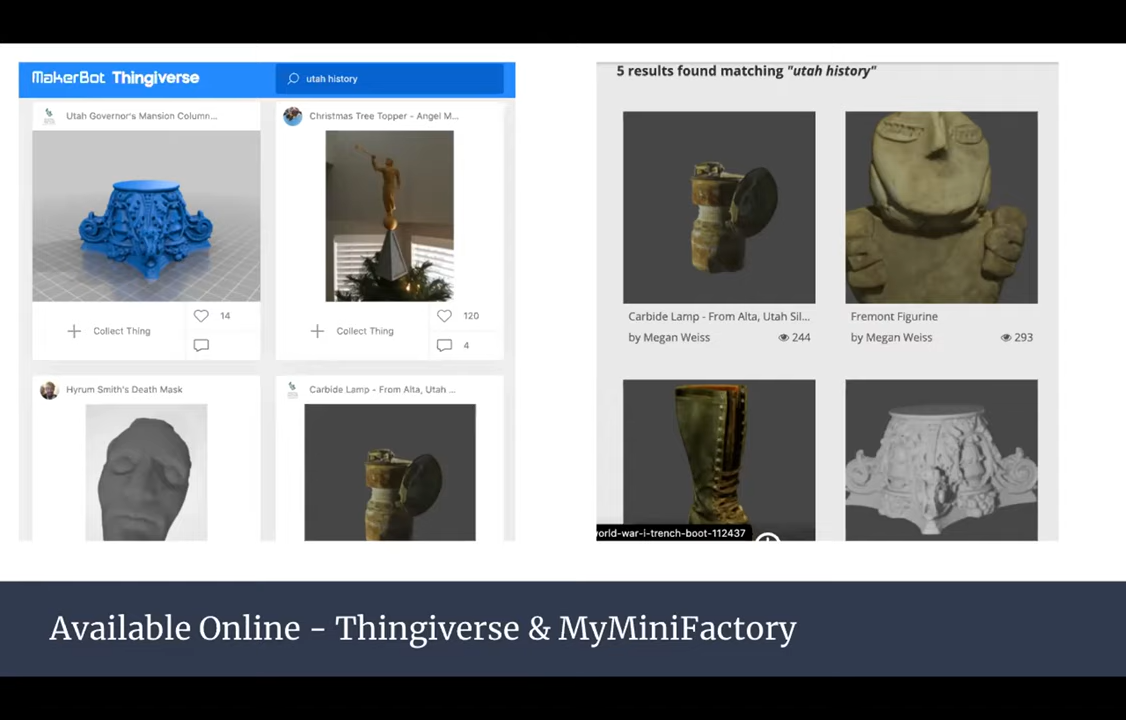 MakerBot Thingiverse
utah history
Utah Governor's Mansion Column...
Christmas Tree Topper - Angel M...
14
Collect Thing
120
Collect Thing
4
Hyrum Smith's Death Mask
Carbide Lamp - From Alta, Utah ...
5 results found matching "utah history"
Carbide Lamp - From Alta, Utah Sil...
by Megan Weiss
244
Fremont Figurine
by Megan Weiss
293
world-war-i-trench-boot-112437
Available Online - Thingiverse & MyMiniFactory